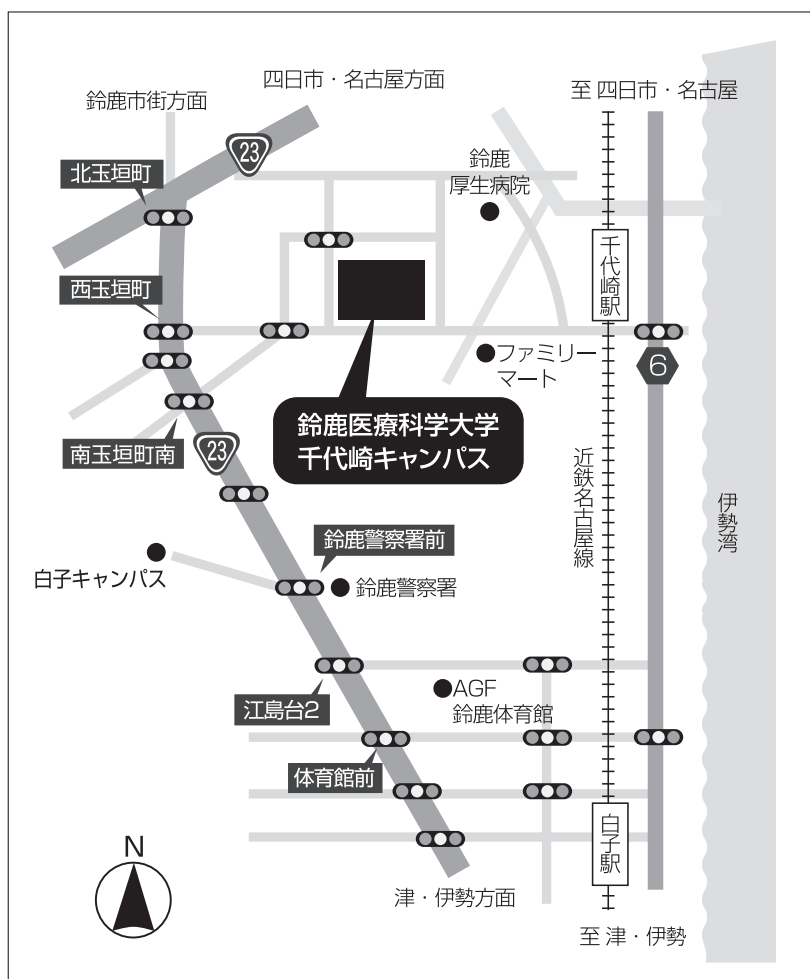 四日市・名古屋方面
鈴鹿市街方面
至 四日市・名古屋
23
北玉垣町
鈴鹿
厚生病院
千代崎駅
西玉垣町
ファミリー
マート
6
鈴鹿医療科学大学
千代崎キャンパス
南玉垣町南
23
近鉄名古屋線
伊勢湾
鈴鹿警察署前
白子キャンパス
鈴鹿警察署
AGF
鈴鹿体育館
江島台2
体育館前
白子駅
N
津・伊勢方面
至 津・伊勢